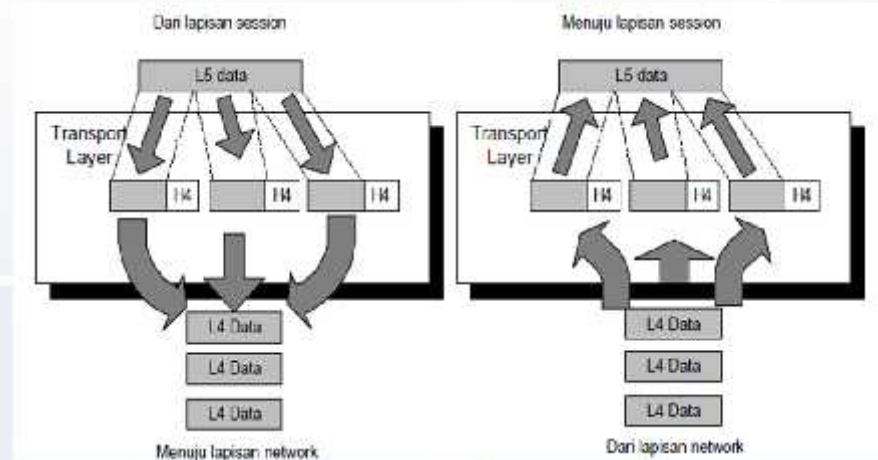 Dari lapisan session
L5 data
Transport
Layer
H4
H4
H4
L4 Data
L4 Data
L4 Data
Menuju lapisan network
Menuju lapisan session
L5 data
Transport
Layer
H4
H4
H4
L4 Data
L4 Data
L4 Data
Dari lapisan network